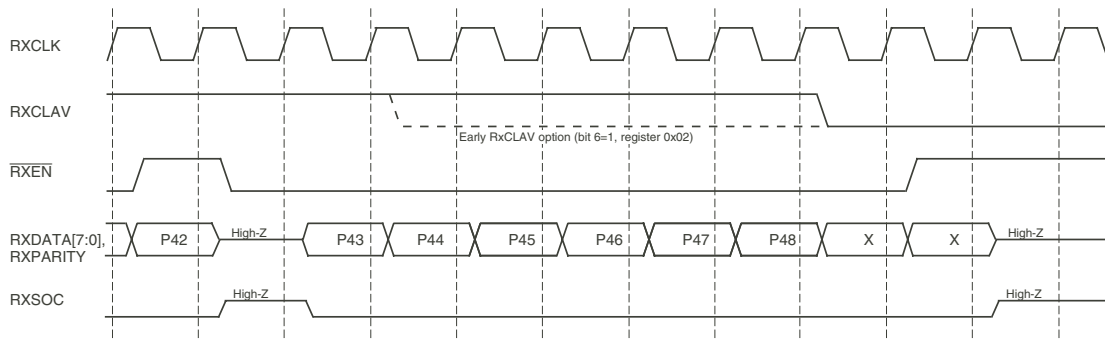 RXCLK
RXCLAV
Early RxCLAV option (bit 6=1, register 0x02)
RXEN
RXDATA[7:0], P42 High-Z P43 P44 P45 P46 P47 P48 X X High-Z
RXPARITY
RXSOC High-Z High-Z